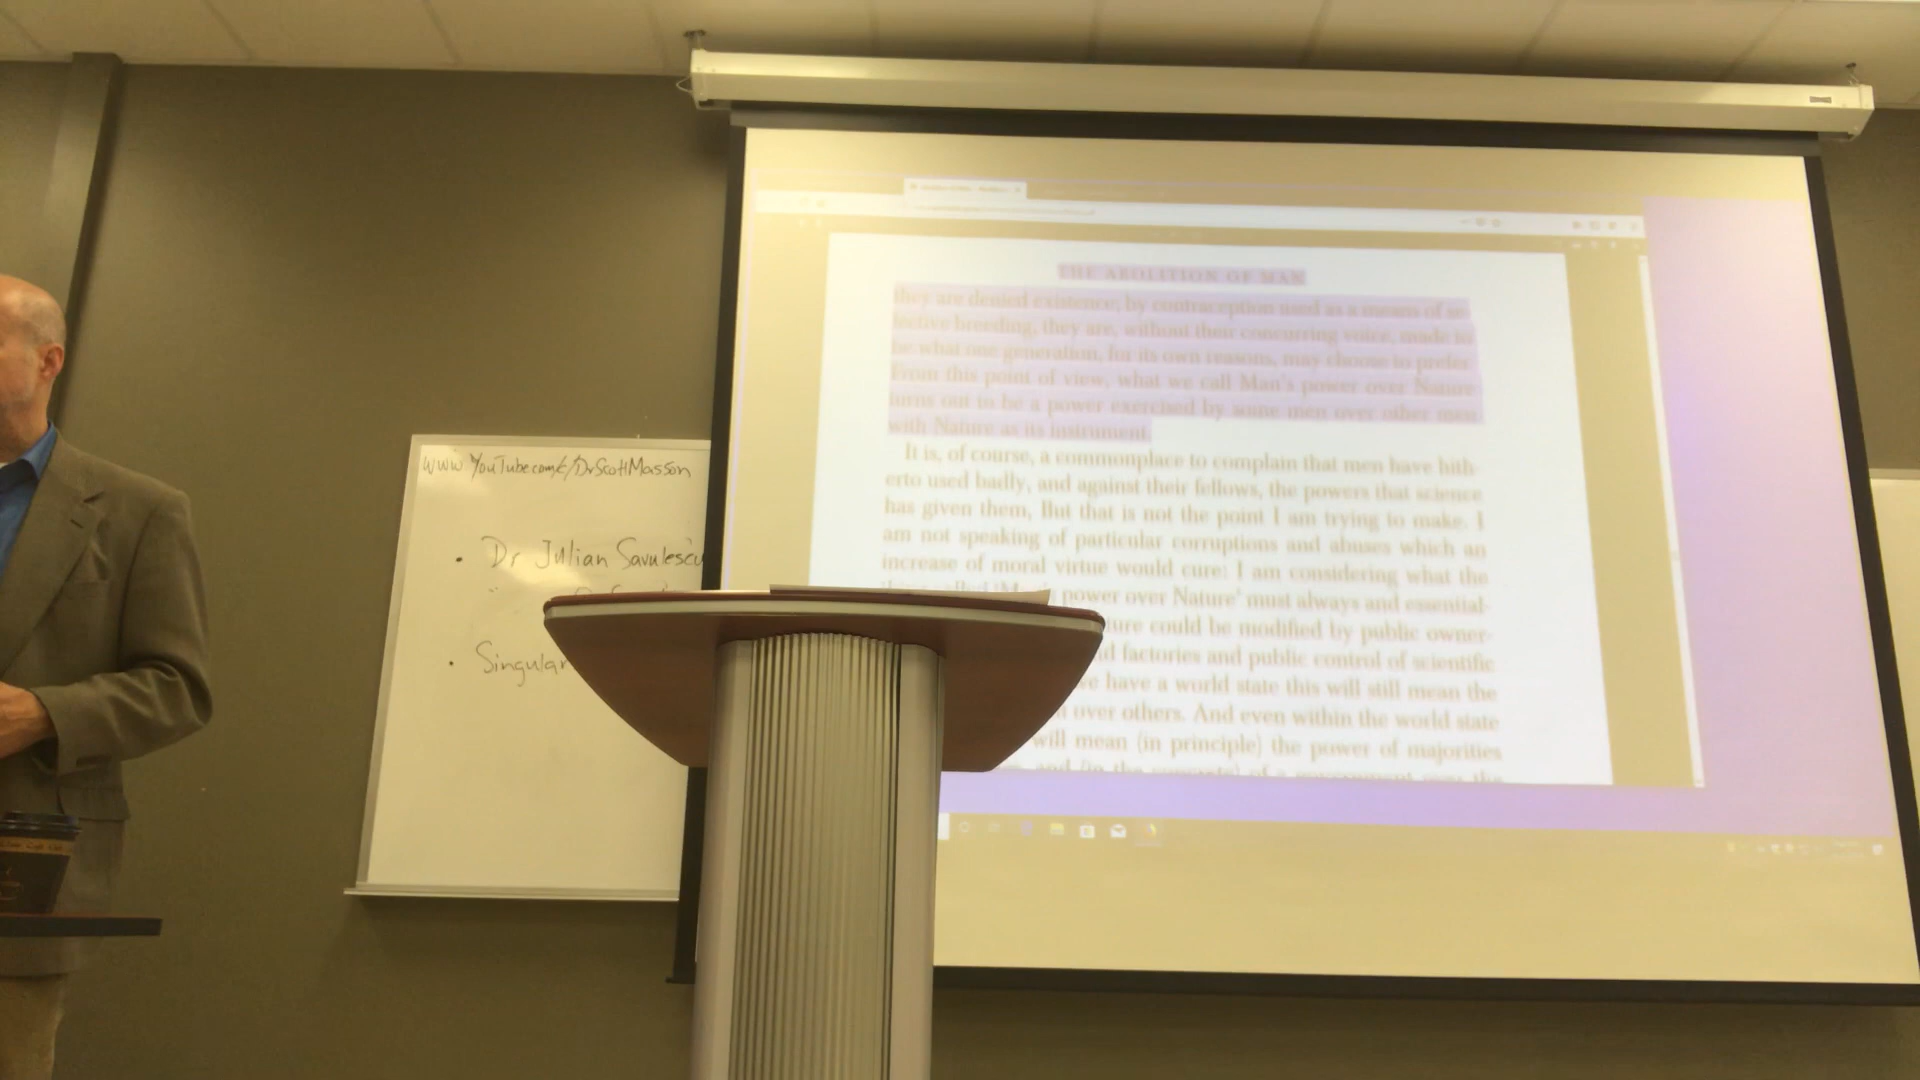 www.YouTube.com/c/DrScottMasson
• Dr Julian Savulescu
• Singular
THE ABOLITION OF MAN
they are denied existence; by contraception used as a means of se-
lective breeding, they are, without their concurring voice, made to
be what one generation, for its own reasons, may choose to prefer.
From this point of view, what we call Man's power over Nature
turns out to be a power exercised by some men over other men
with Nature as its instrument.
It is, of course, a commonplace to complain that men have hith-
erto used badly, and against their fellows, the powers that science
has given them, But that is not the point I am trying to make. I
am not speaking of particular corruptions and abuses which an
increase of moral virtue would cure: I am considering what the
power over Nature' must always and essential-
could be modified by public owner-
factories and public control of scientific
have a world state this will still mean the
over others. And even within the world state
will mean (in principle) the power of majorities